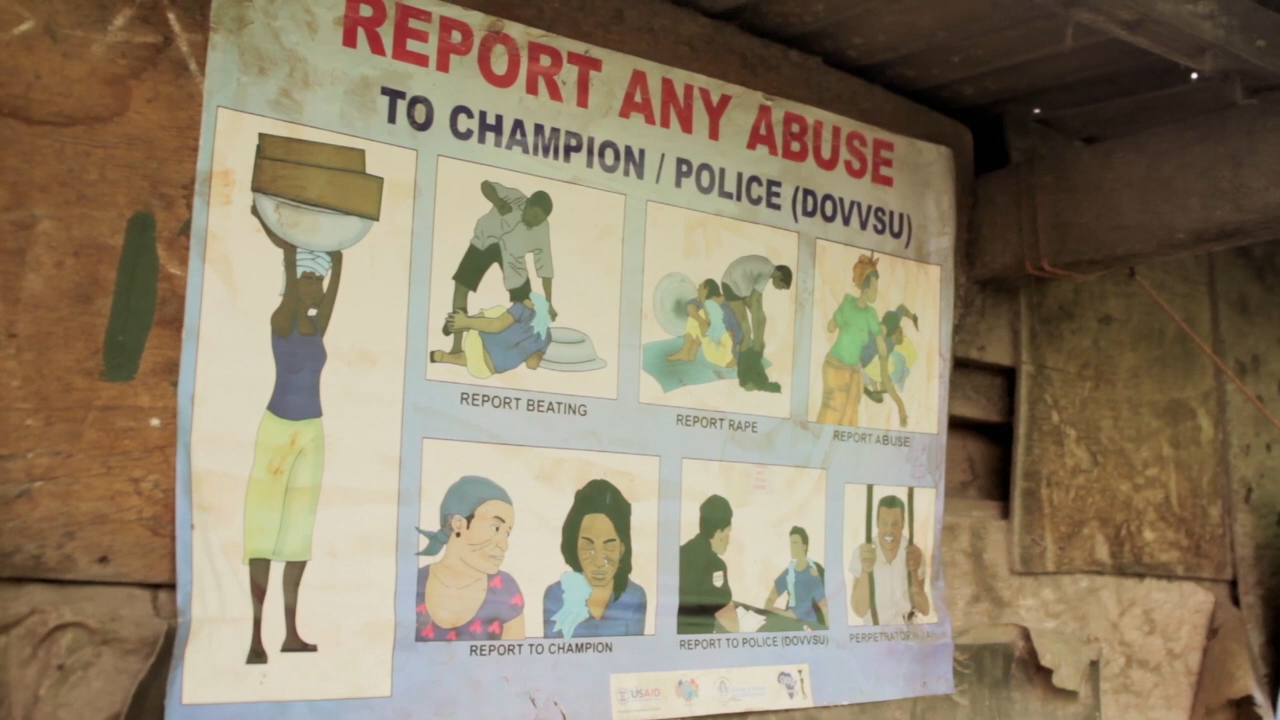 REPORT ANY ABUSE
TO CHAMPION / POLICE (DOVVSU)
REPORT BEATING
REPORT RAPE
REPORT ABUSE
REPORT TO CHAMPION
REPORT TO POLICE (DOVVSU)
PERPETRATOR
USAID